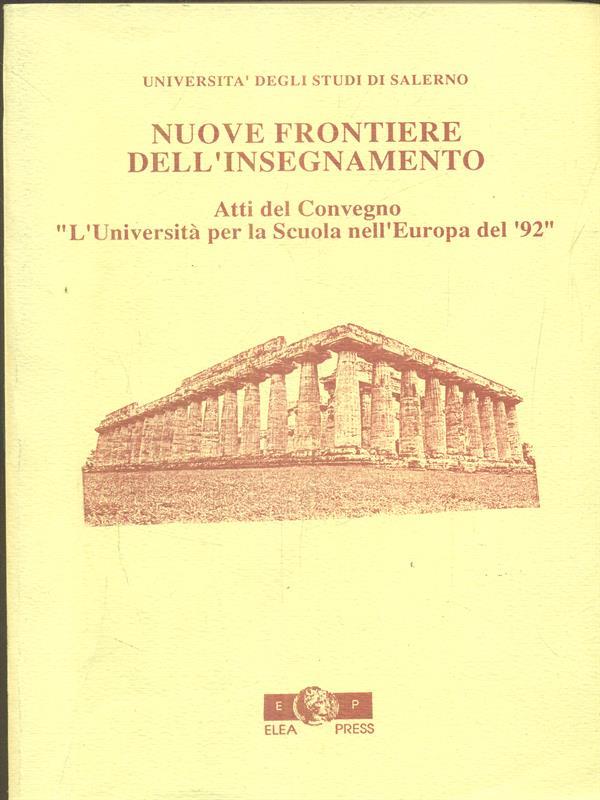 UNIVERSITA' DEGLI STUDI DI SALERNO
NUOVE FRONTIERE
DELL'INSEGNAMENTO
Atti del Convegno
"L'Università per la Scuola nell'Europa del '92"
E P
ELEA PRESS